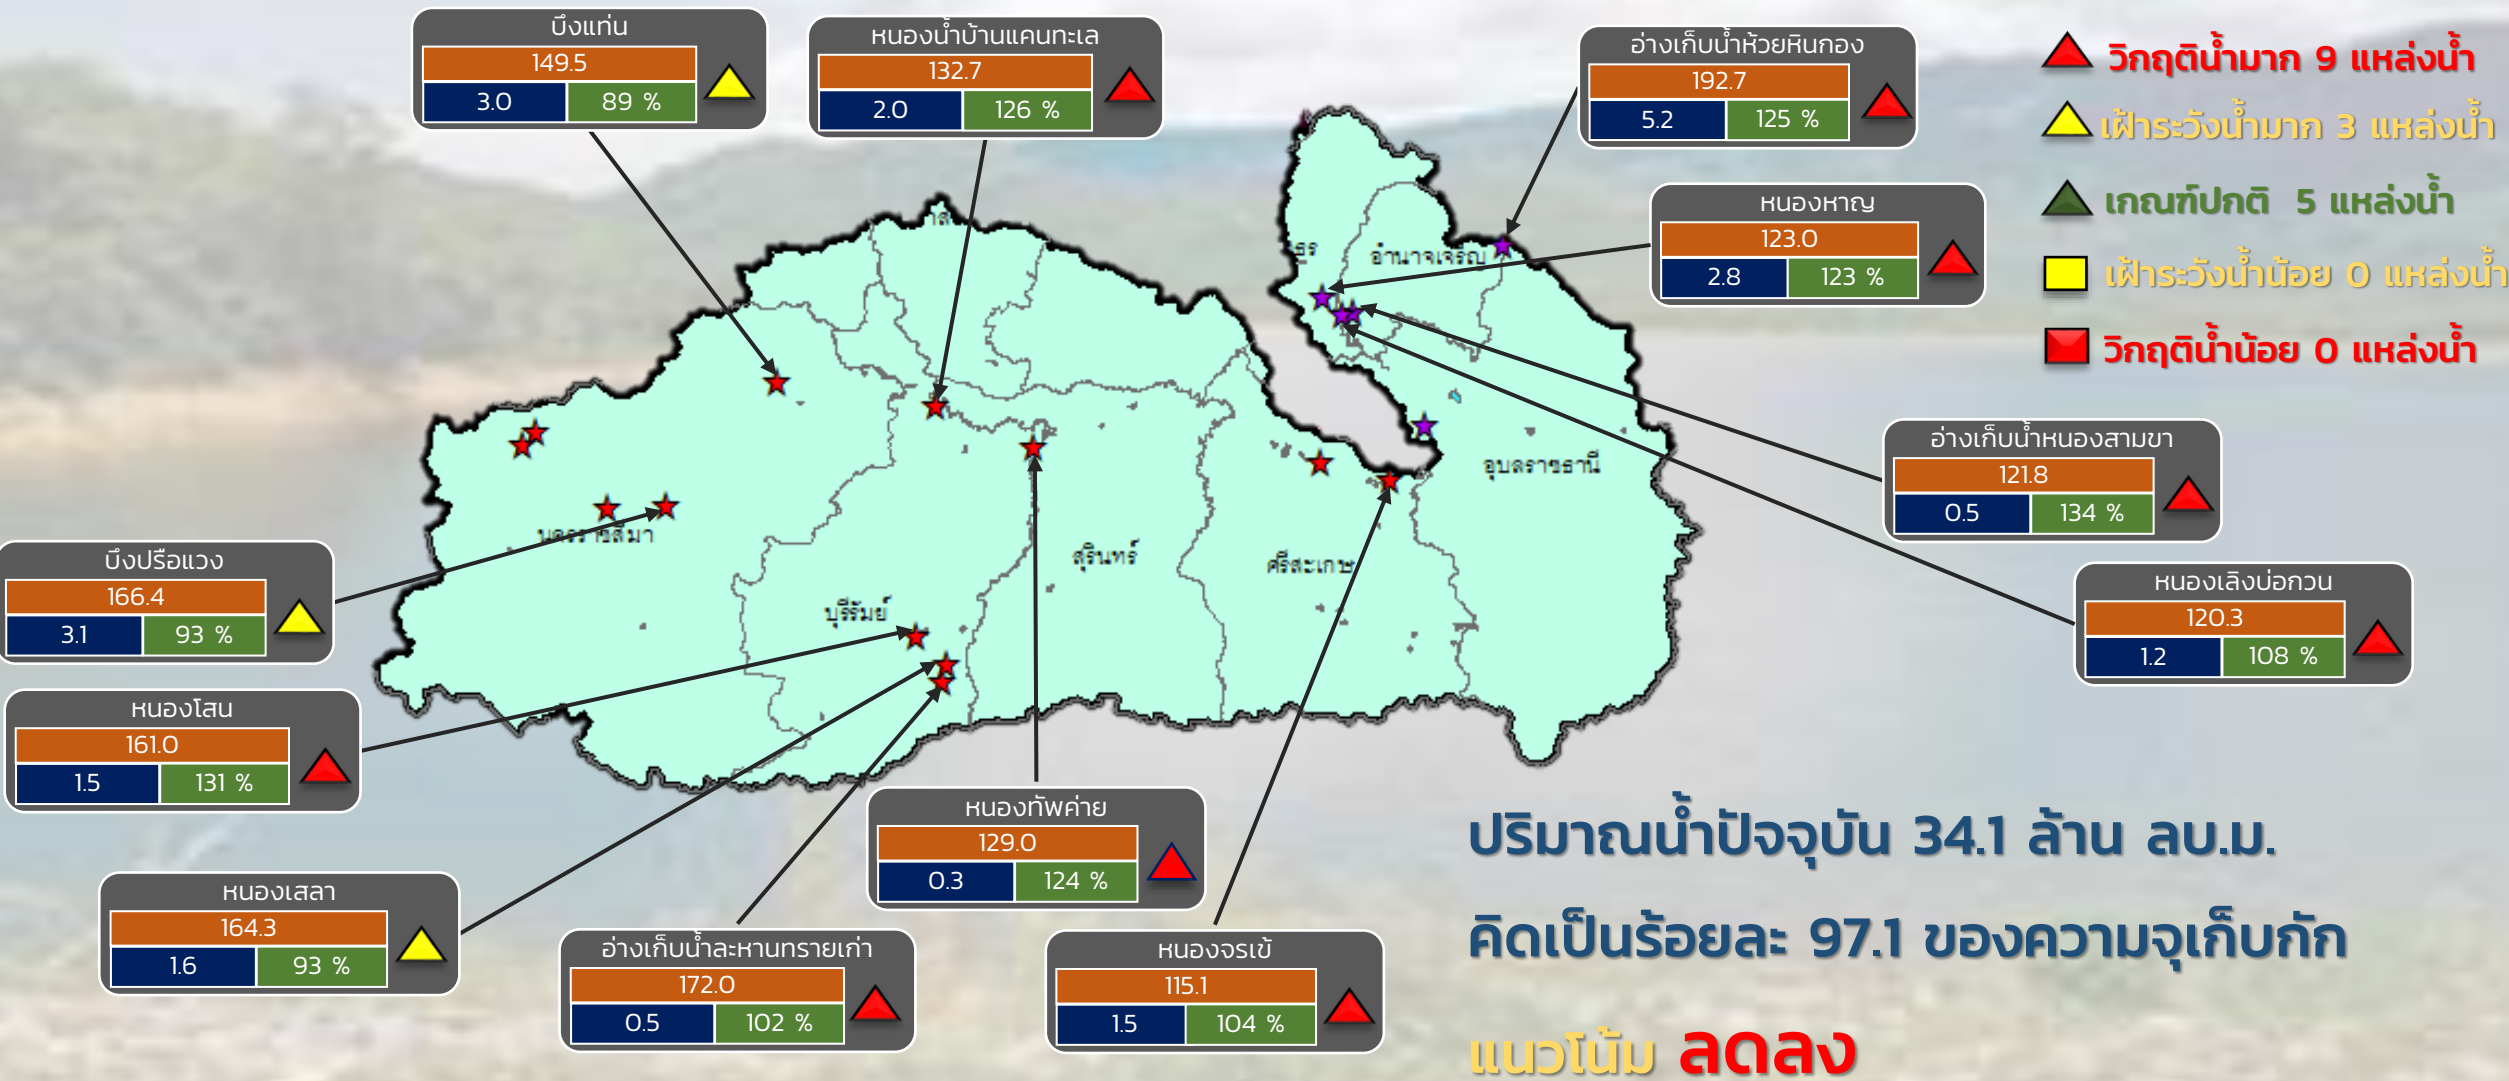 บึงแท่น
149.5
3.0 89 %
หนองน้ำบ้านแคนทะเล
132.7
2.0 126 %
อ่างเก็บน้ำห้วยหินกอง
192.7
5.2 125 %
หนองหาญ
123.0
2.8 123 %
วิกฤติน้ำมาก 9 แหล่งน้ำ
เฝ้าระวังน้ำมาก 3 แหล่งน้ำ
เกณฑ์ปกติ 5 แหล่งน้ำ
เฝ้าระวังน้ำน้อย 0 แหล่งน้ำ
วิกฤติน้ำน้อย 0 แหล่งน้ำ
อำนาจเจริญ
อุบลราชธานี
นครราชสีมา
สุรินทร์
ศรีสะเกษ
บุรีรัมย์
อ่างเก็บน้ำหนองสามขา
121.8
0.5 134 %
หนองเลิงบ่อกวน
120.3
1.2 108 %
บึงปรือแวง
166.4
3.1 93 %
หนองโสน
161.0
1.5 131 %
หนองเสลา
164.3
1.6 93 %
อ่างเก็บน้ำละหานทรายเก่า
172.0
0.5 102 %
หนองทัพค่าย
129.0
0.3 124 %
หนองจรเข้
115.1
1.5 104 %
ปริมาณน้ำปัจจุบัน 34.1 ล้าน ลบ.ม.
คิดเป็นร้อยละ 97.1 ของความจุเก็บกัก
แนวโน้ม ลดลง